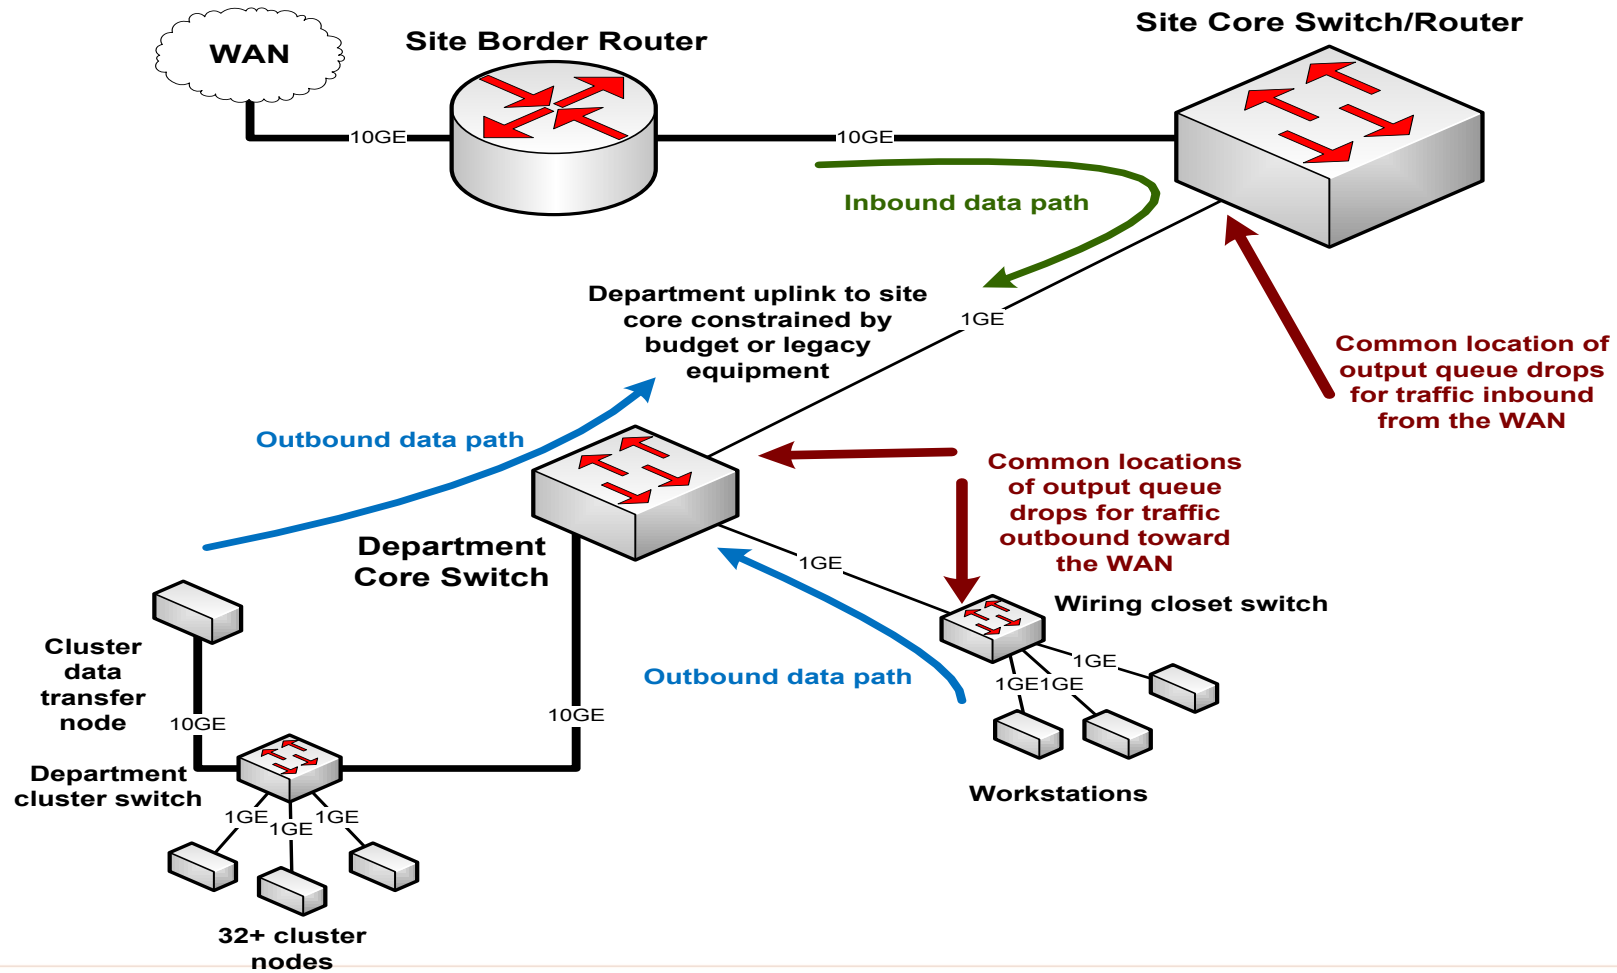 WAN
Site Border Router
Site Core Switch/Router
10GE
10GE
Inbound data path
Department uplink to site
core constrained by
budget or legacy
equipment
1GE
Common location of
output queue drops
for traffic inbound
from the WAN
Outbound data path
Common locations
of output queue
drops for traffic
outbound toward
the WAN
Department
Core Switch
1GE
Wiring closet switch
Cluster
data
transfer
node
10GE
10GE
Outbound data path
1GE
1GE
1GE
Workstations
Department
cluster switch
1GE
1GE
1GE
32+ cluster
nodes